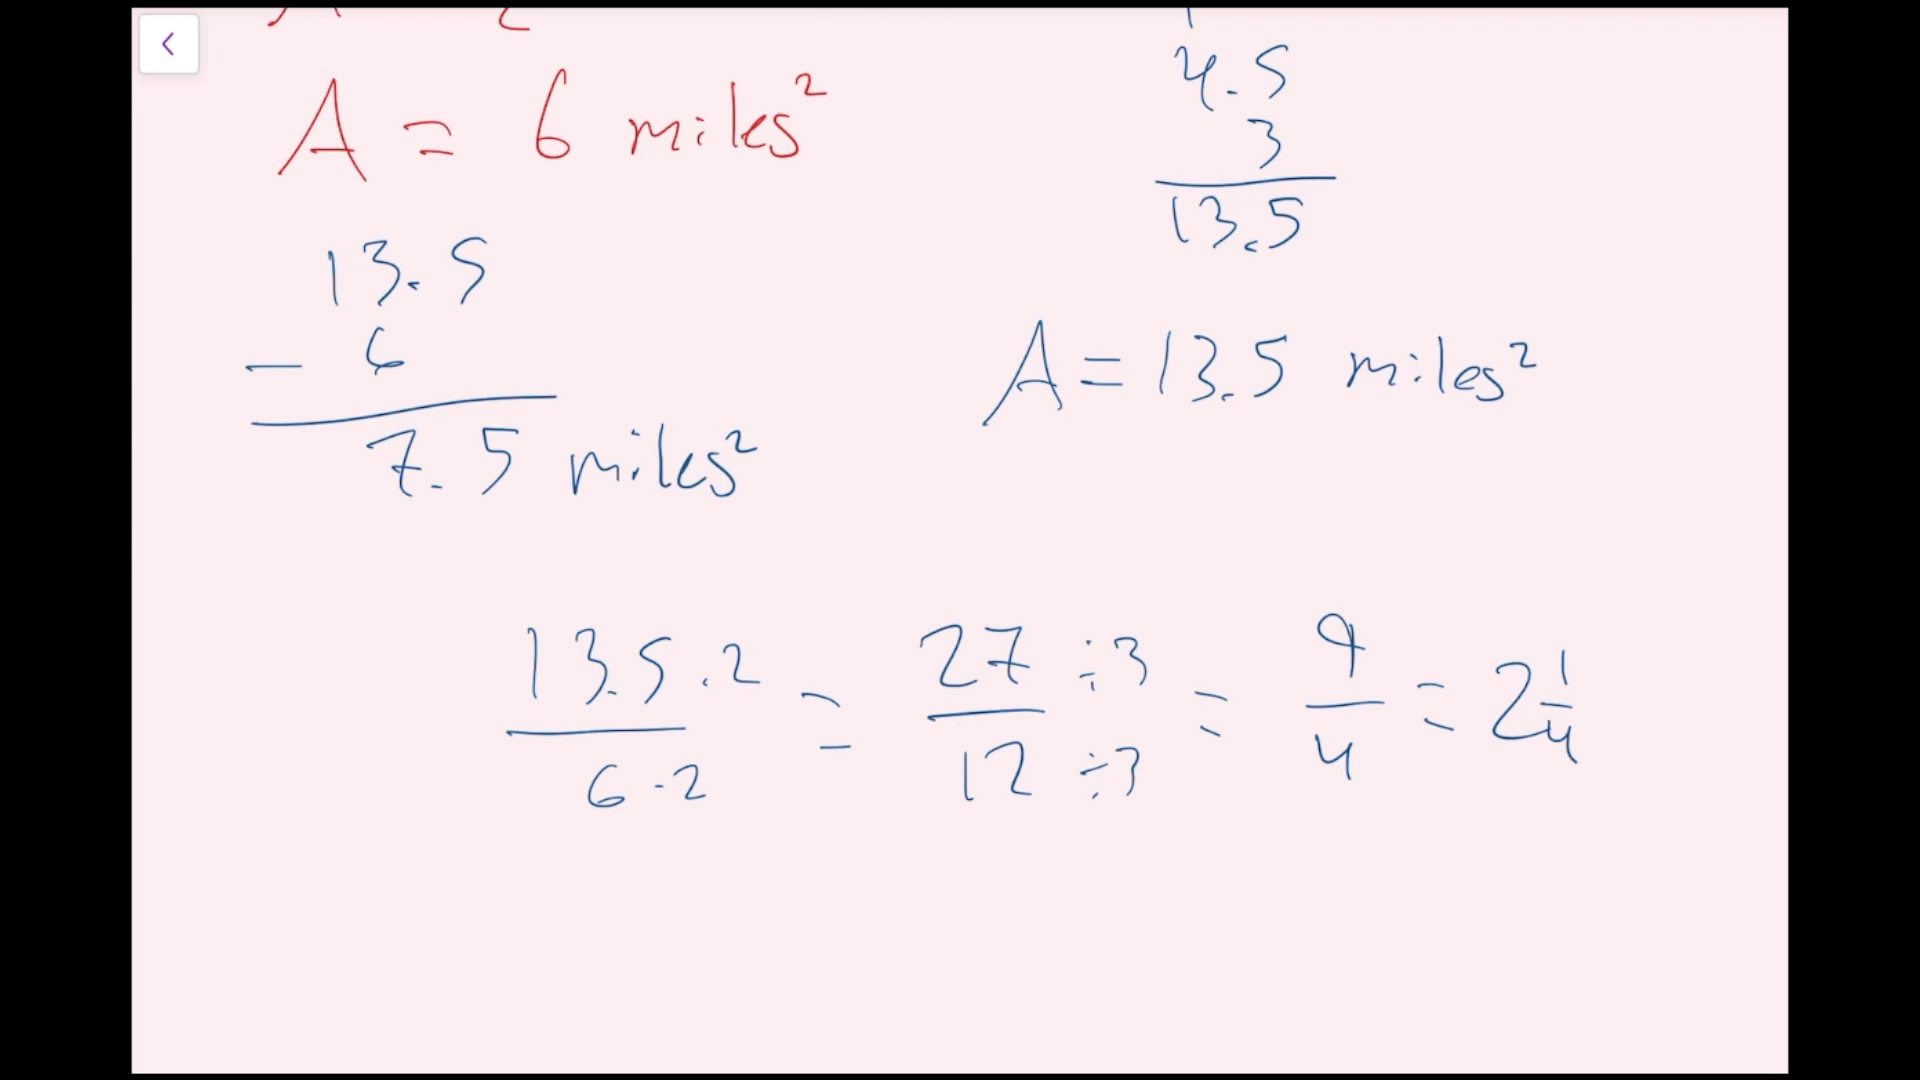 A = 6 miles²
4.5
3
13.5
13.5
- 6
7.5 miles²
A = 13.5 miles²
13.5 · 2 / 6 · 2 = 27 ÷3 / 12 ÷3 = 9/4 = 2 1/4